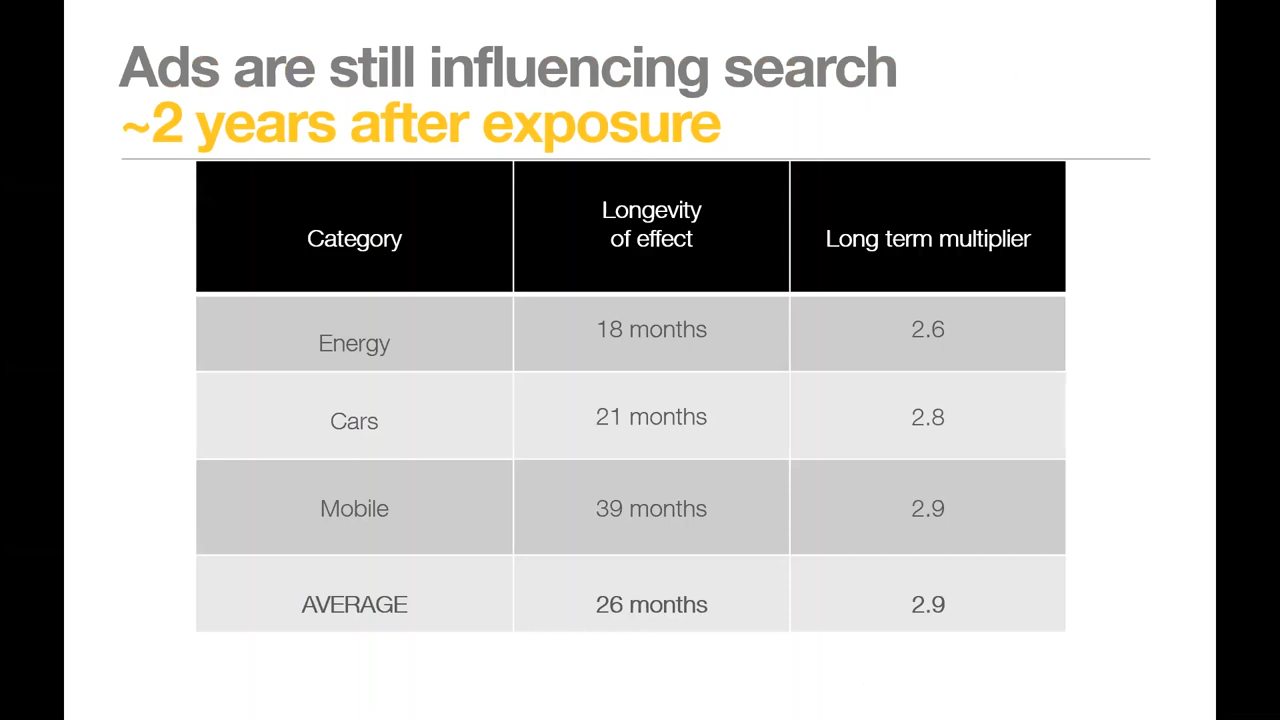 Ads are still influencing search
~2 years after exposure
Category
Longevity
of effect
Long term multiplier
Energy
18 months
2.6
Cars
21 months
2.8
Mobile
39 months
2.9
AVERAGE
26 months
2.9